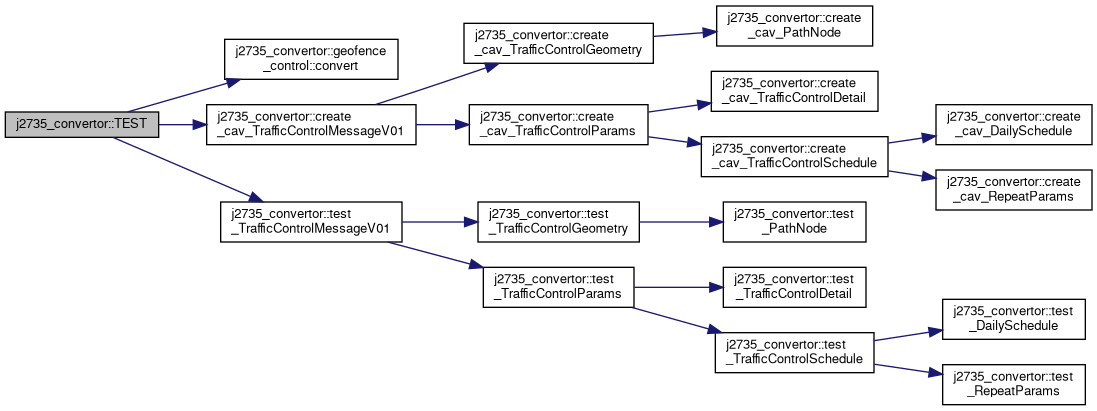 j2735_convertor::TEST
j2735_convertor::geofence
_control::convert
j2735_convertor::create
_cav_TrafficControlMessageV01
j2735_convertor::create
_cav_TrafficControlGeometry
j2735_convertor::create
_cav_PathNode
j2735_convertor::create
_cav_TrafficControlParams
j2735_convertor::create
_cav_TrafficControlDetail
j2735_convertor::create
_cav_TrafficControlSchedule
j2735_convertor::create
_cav_DailySchedule
j2735_convertor::create
_cav_RepeatParams
j2735_convertor::test
_TrafficControlMessageV01
j2735_convertor::test
_TrafficControlGeometry
j2735_convertor::test
_PathNode
j2735_convertor::test
_TrafficControlParams
j2735_convertor::test
_TrafficControlDetail
j2735_convertor::test
_TrafficControlSchedule
j2735_convertor::test
_DailySchedule
j2735_convertor::test
_RepeatParams